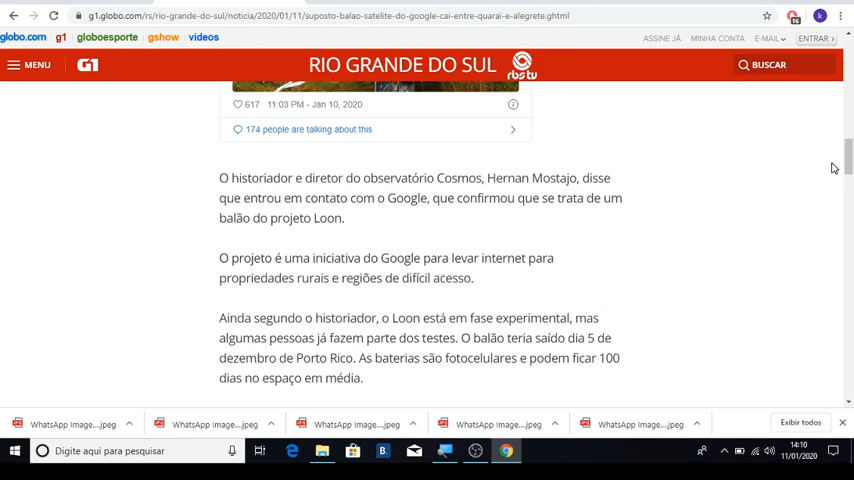 g1.globo.com/rs/rio-grande-do-sul/noticia/2020/01/11/suposto-balao-satelite-do-google-cai-entre-quarai-e-alegrete.ghtml
globo.com g1 globoesporte gshow videos
ASSINE JÁ MINHA CONTA E-MAIL ENTRAR
MENU G1 RIO GRANDE DO SUL rbs tv BUSCAR
617 11:03 PM - Jan 10, 2020
174 people are talking about this
O historiador e diretor do observatório Cosmos, Hernan Mostajo, disse
que entrou em contato com o Google, que confirmou que se trata de um
balão do projeto Loon.
O projeto é uma iniciativa do Google para levar internet para
propriedades rurais e regiões de difícil acesso.
Ainda segundo o historiador, o Loon está em fase experimental, mas
algumas pessoas já fazem parte dos testes. O balão teria saído dia 5 de
dezembro de Porto Rico. As baterias são fotocelulares e podem ficar 100
dias no espaço em média.
WhatsApp Image....jpeg WhatsApp Image....jpeg WhatsApp Image....jpeg WhatsApp Image....jpeg WhatsApp Image....jpeg Exibir todos
Digite aqui para pesquisar
14:10
11/01/2020